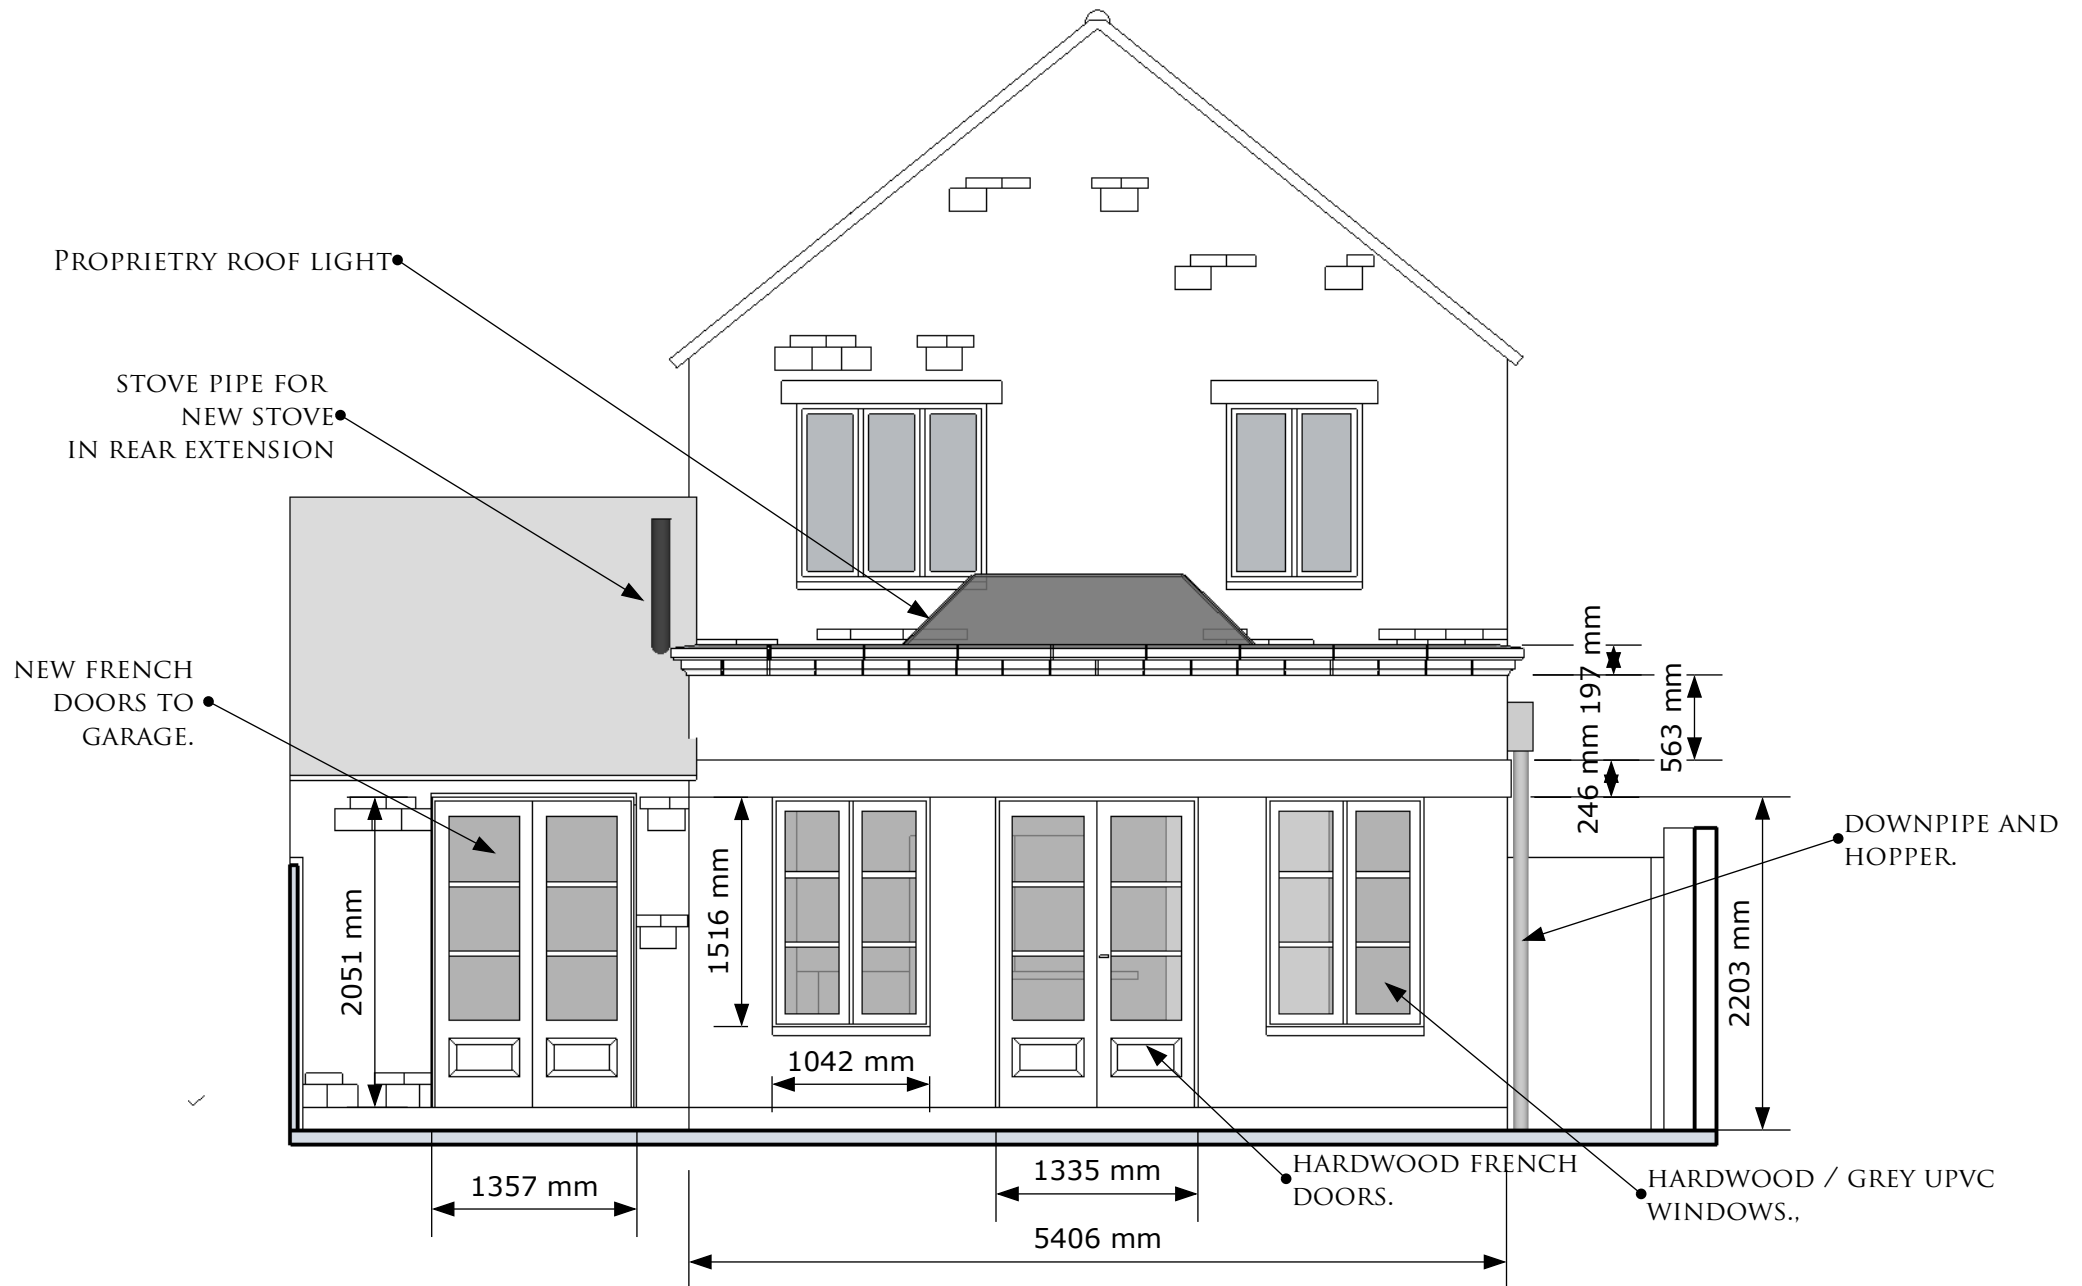 Proprietry roof light
stove pipe for
new stove
in rear extension
new french
doors to
garage.
197 mm
563 mm
246 mm
downpipe and
hopper.
2051 mm
1516 mm
2203 mm
1042 mm
1357 mm
1335 mm
hardwood french
doors.
hardwood / grey upvc
windows.,
5406 mm